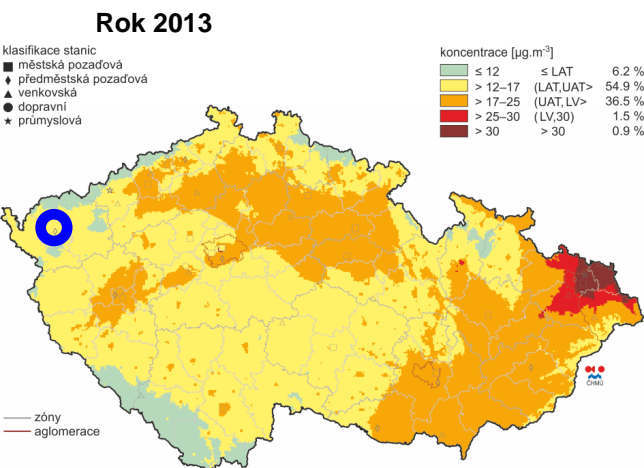 Rok 2013
klasifikace stanic
městská pozaďová
předměstská pozaďová
venkovská
dopravní
průmyslová
koncentrace [µg.m⁻³]
≤ 12 ≤ LAT 6.2 %
> 12–17 (LAT,UAT> 54.9 %
> 17–25 (UAT, LV> 36.5 %
> 25–30 (LV,30) 1.5 %
> 30 > 30 0.9 %
ČHMÚ
zóny
aglomerace